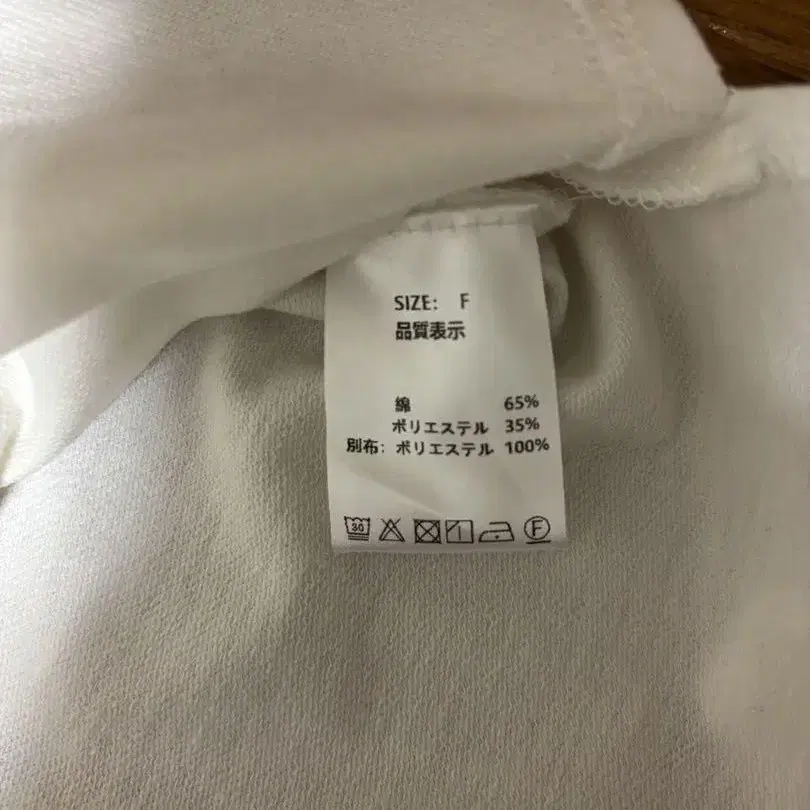 SIZE: F
品質表示
綿 65%
ポリエステル 35%
別布: ポリエステル 100%
30 F